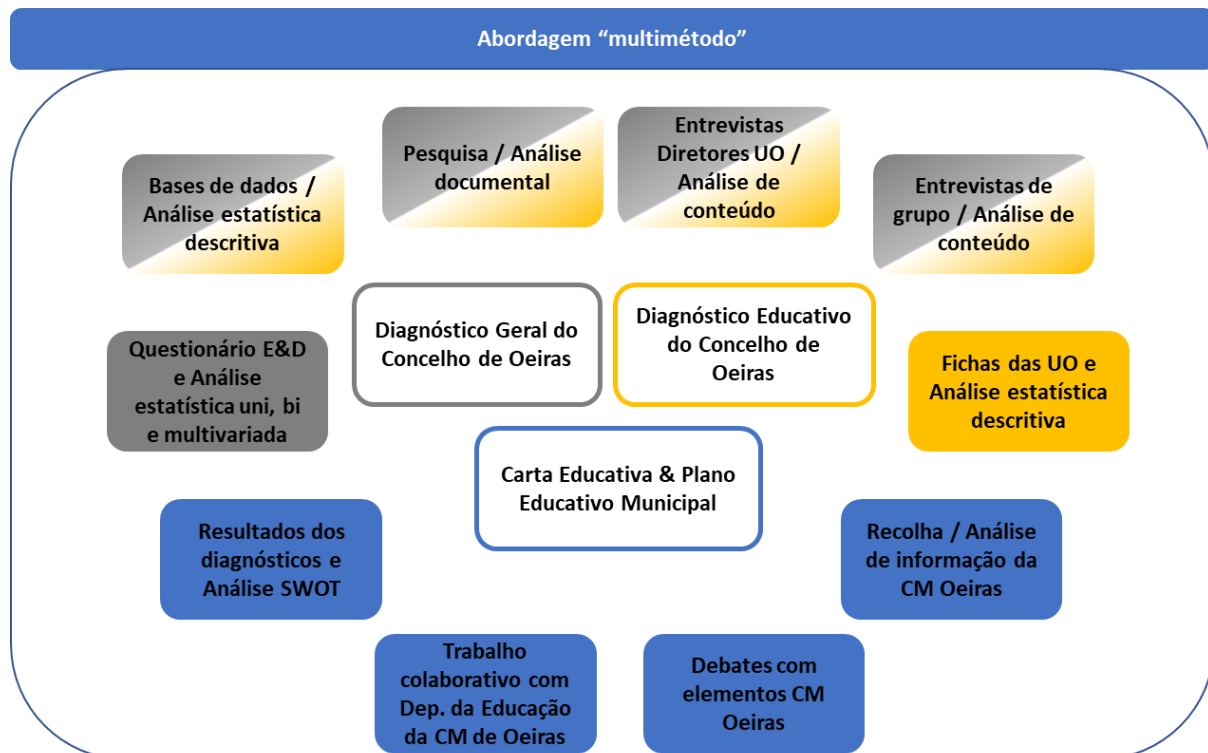 Abordagem “multimétodo”
Pesquisa / Análise
documental
Entrevistas
Diretores UO /
Análise de
conteúdo
Bases de dados /
Análise estatística
descritiva
Entrevistas de
grupo / Análise de
conteúdo
Diagnóstico Geral do
Concelho de Oeiras
Diagnóstico Educativo
do Concelho de
Oeiras
Questionário E&D
e Análise
estatística uni, bi
e multivariada
Fichas das UO e
Análise estatística
descritiva
Carta Educativa & Plano
Educativo Municipal
Resultados dos
diagnósticos e
Análise SWOT
Recolha / Análise
de informação da
CM Oeiras
Trabalho
colaborativo com
Dep. da Educação
da CM de Oeiras
Debates com
elementos CM
Oeiras